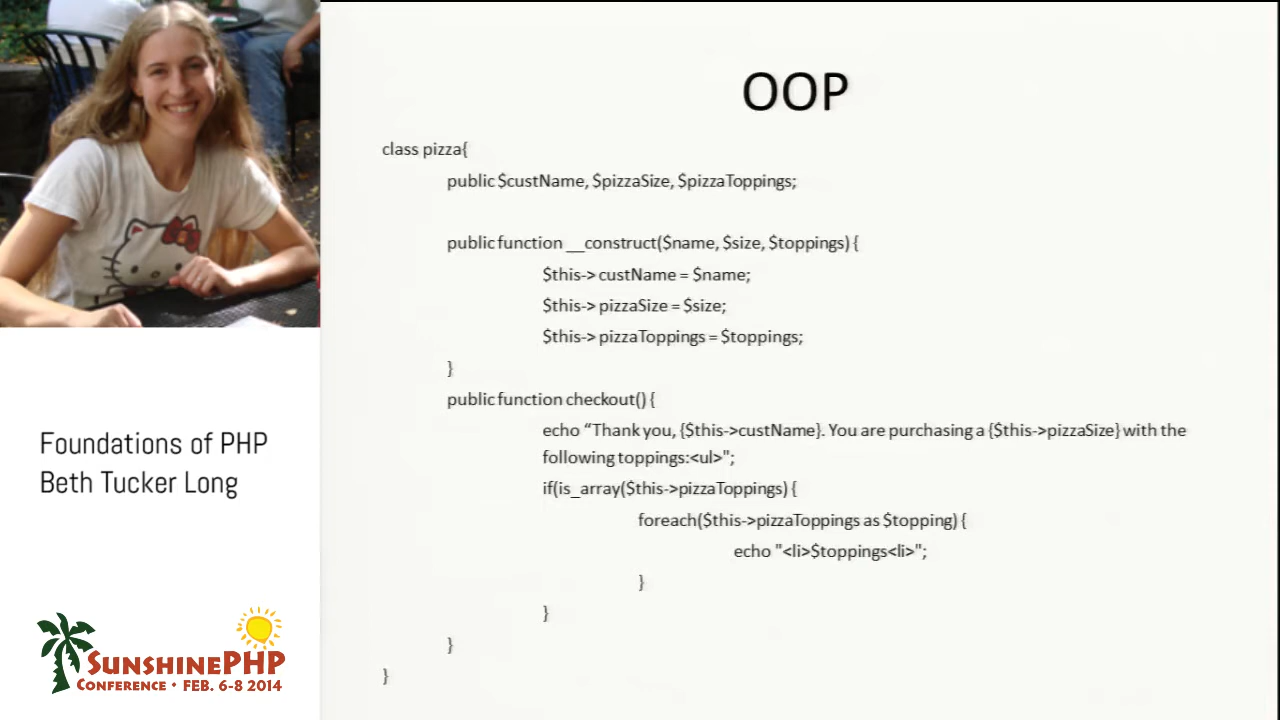 OOP
class pizza{
public $custName, $pizzaSize, $pizzaToppings;
public function __construct($name, $size, $toppings) {
$this-> custName = $name;
$this-> pizzaSize = $size;
$this-> pizzaToppings = $toppings;
}
public function checkout() {
echo “Thank you, {$this->custName}. You are purchasing a {$this->pizzaSize} with the
following toppings:<ul>";
if(is_array($this->pizzaToppings) {
foreach($this->pizzaToppings as $topping) {
echo "<li>$toppings<li>";
}
}
}
}
Foundations of PHP
Beth Tucker Long
SUNSHINEPHP
CONFERENCE • FEB. 6-8 2014